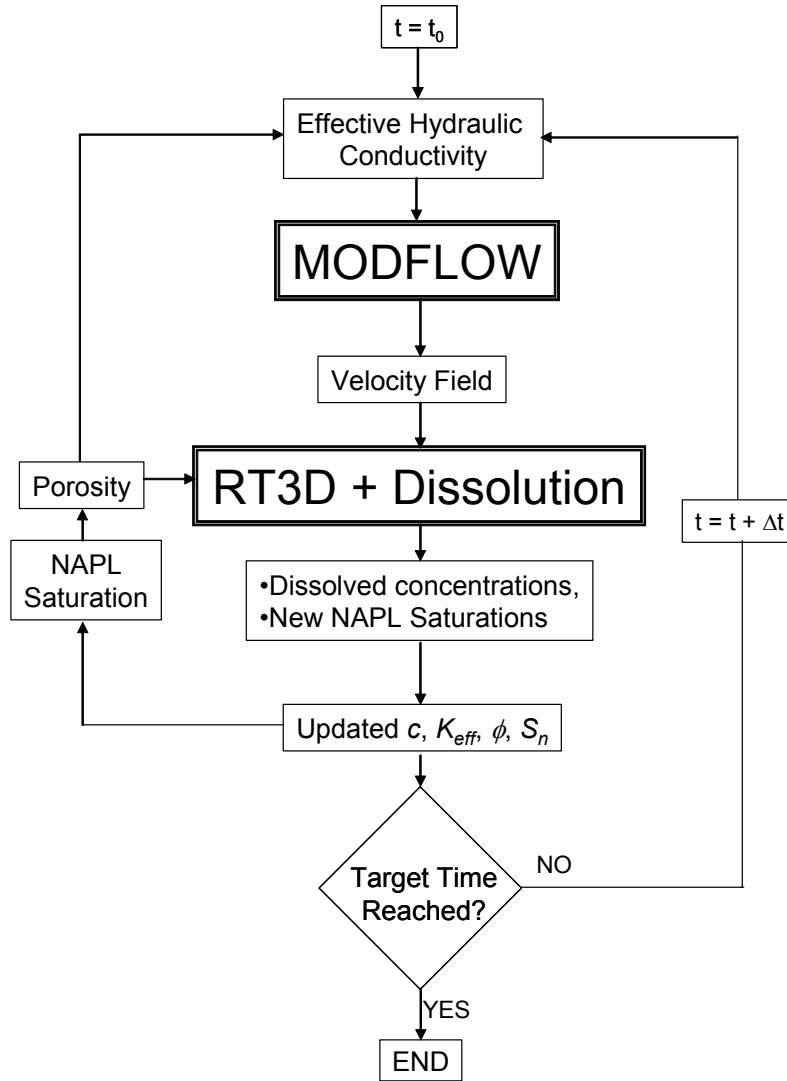 t = t₀
Effective Hydraulic
Conductivity
MODFLOW
Velocity Field
Porosity
RT3D + Dissolution
t = t + Δt
NAPL
Saturation
•Dissolved concentrations,
•New NAPL Saturations
Updated c, Keff, ϕ, Sn
Target Time
Reached?
NO
YES
END